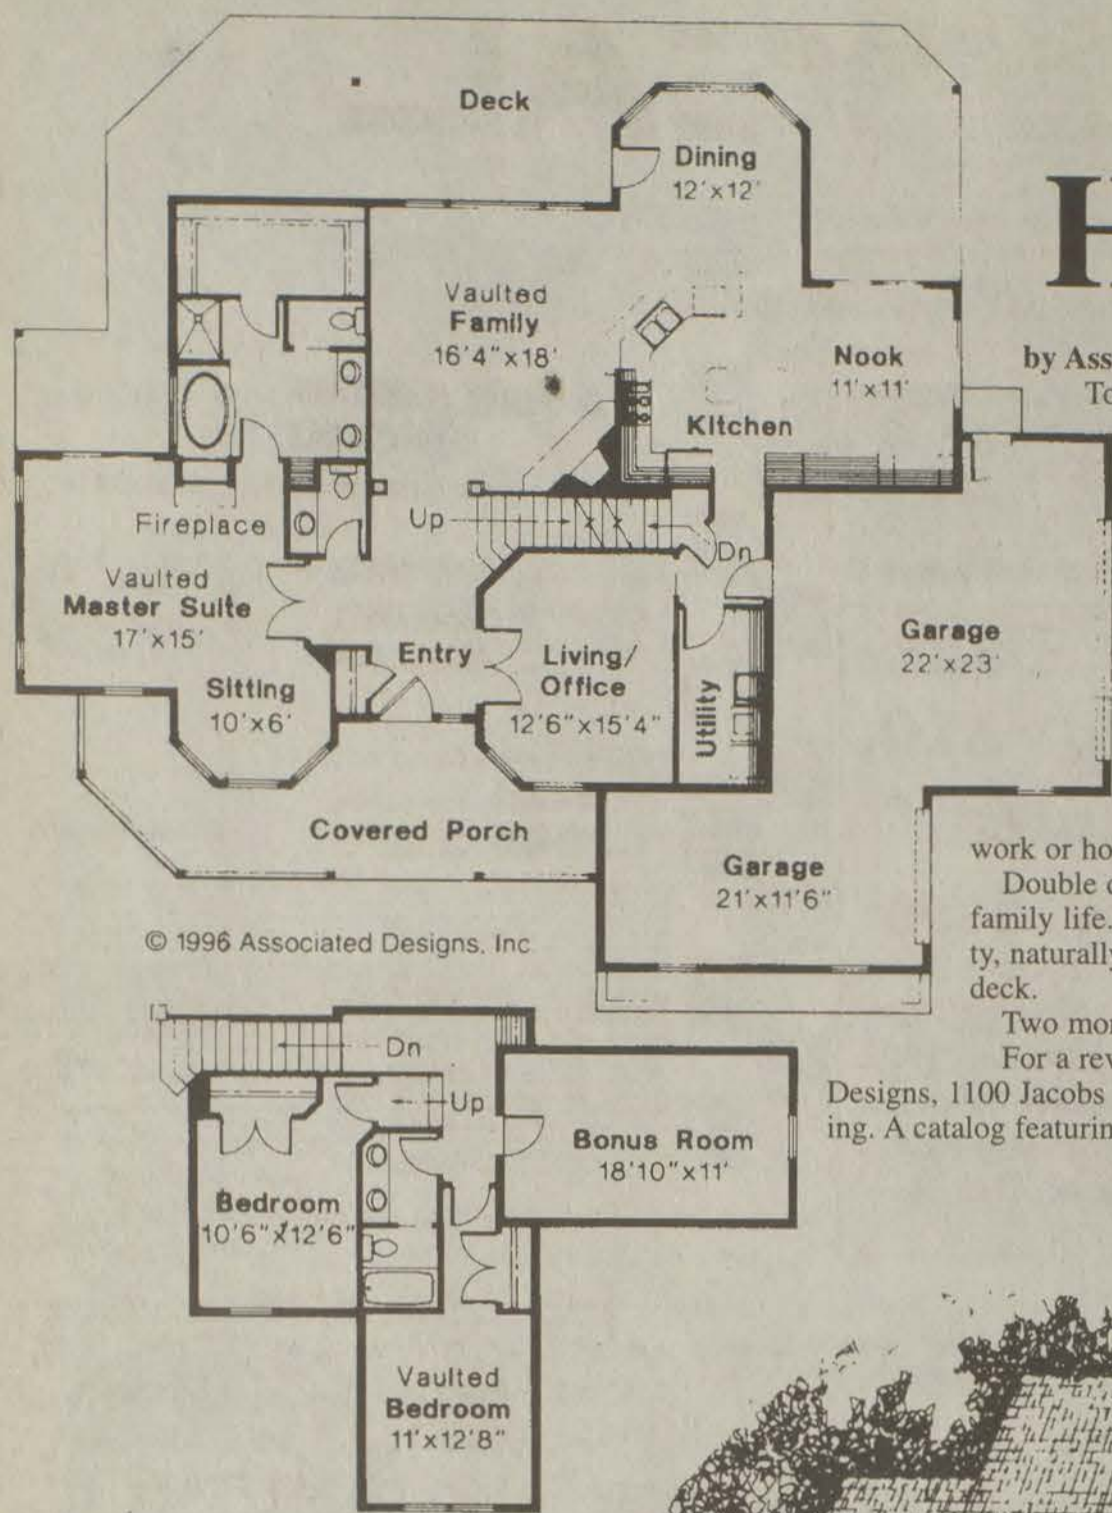 Deck
Dining
12'x12'
H
Vaulted
Family
16'4"x18'
Nook
11'x11'
by Ass
To
Kitchen
Up
Fireplace
Dn
Vaulted
Master Suite
17'x15'
Garage
22'x23'
Entry
Living/
Office
12'6"x15'4"
Sitting
10'x6'
Utility
Covered Porch
Garage
21'x11'6"
work or ho
Double
family life.
ty, naturally
deck.
Two mor
For a rev
Designs, 1100 Jacobs
ing. A catalog featurin
© 1996 Associated Designs, Inc
Dn
Up
Bonus Room
18'10"x11'
Bedroom
10'6"x12'6"
Vaulted
Bedroom
11'x12'8"